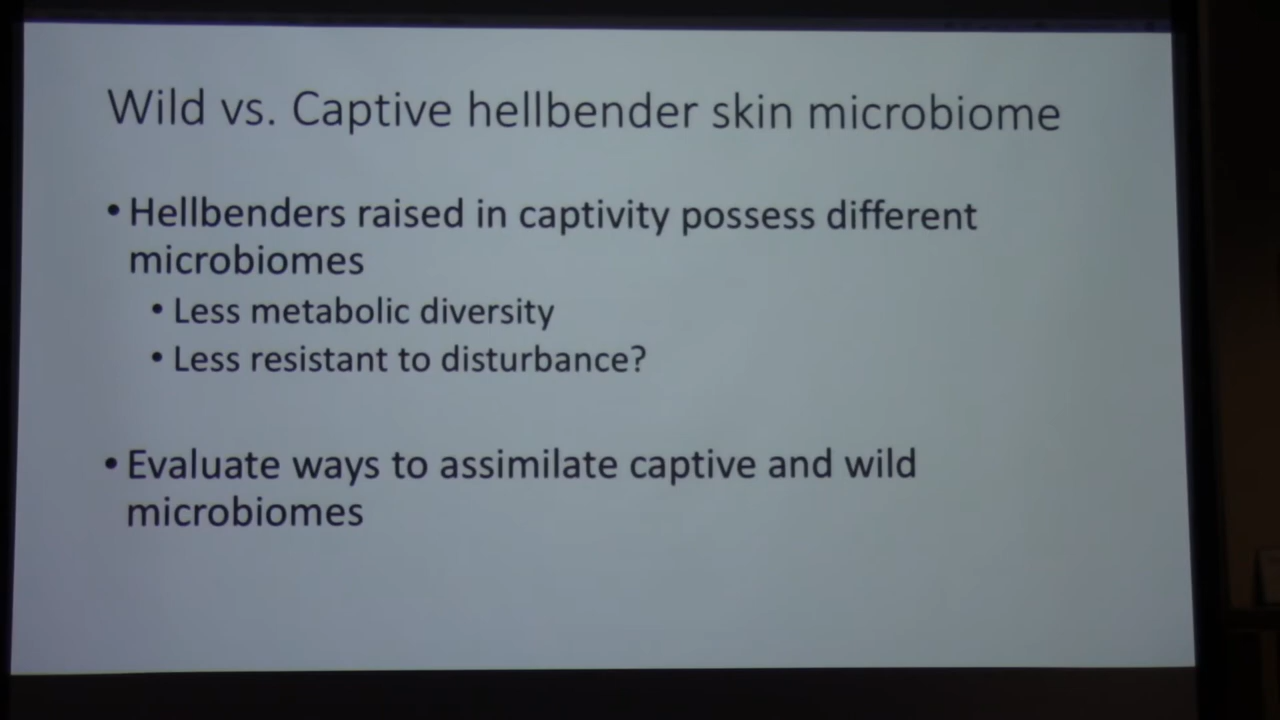 Wild vs. Captive hellbender skin microbiome
• Hellbenders raised in captivity possess different
microbiomes
• Less metabolic diversity
• Less resistant to disturbance?
• Evaluate ways to assimilate captive and wild
microbiomes